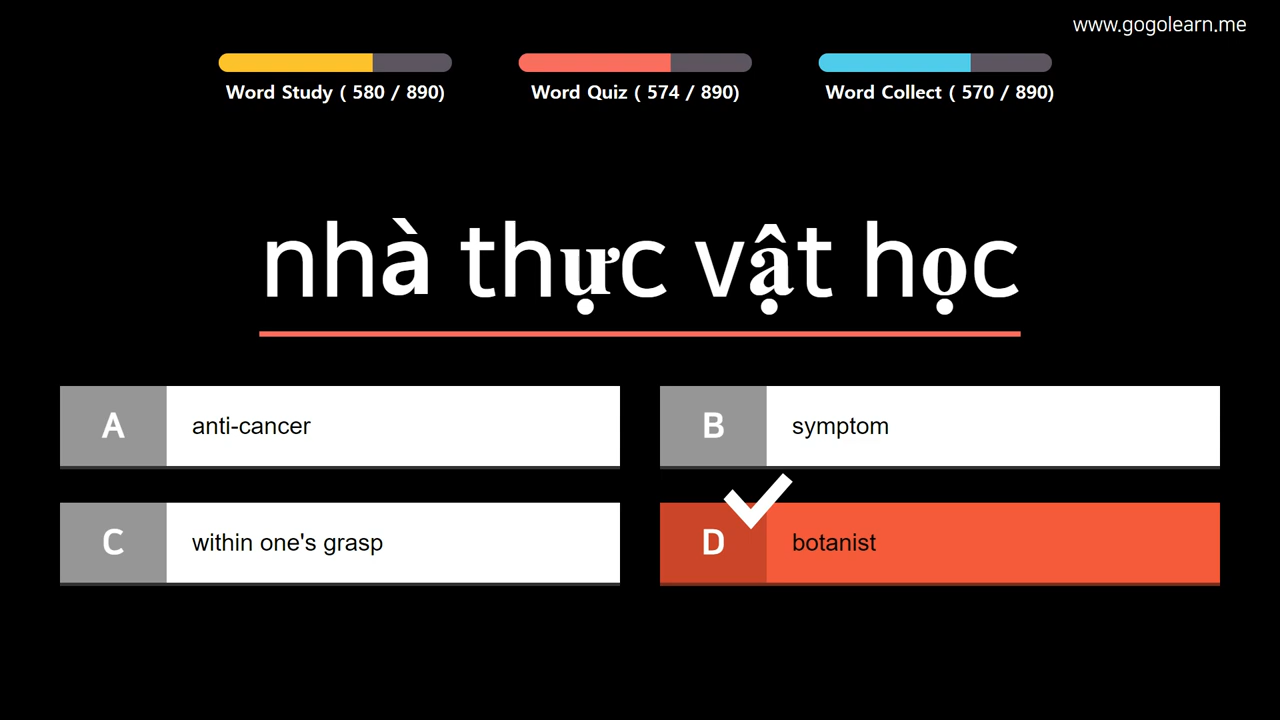 www.gogolearn.me
Word Study ( 580 / 890)
Word Quiz ( 574 / 890)
Word Collect ( 570 / 890)
nhà thực vật học
A anti-cancer
B symptom
C within one's grasp
D botanist